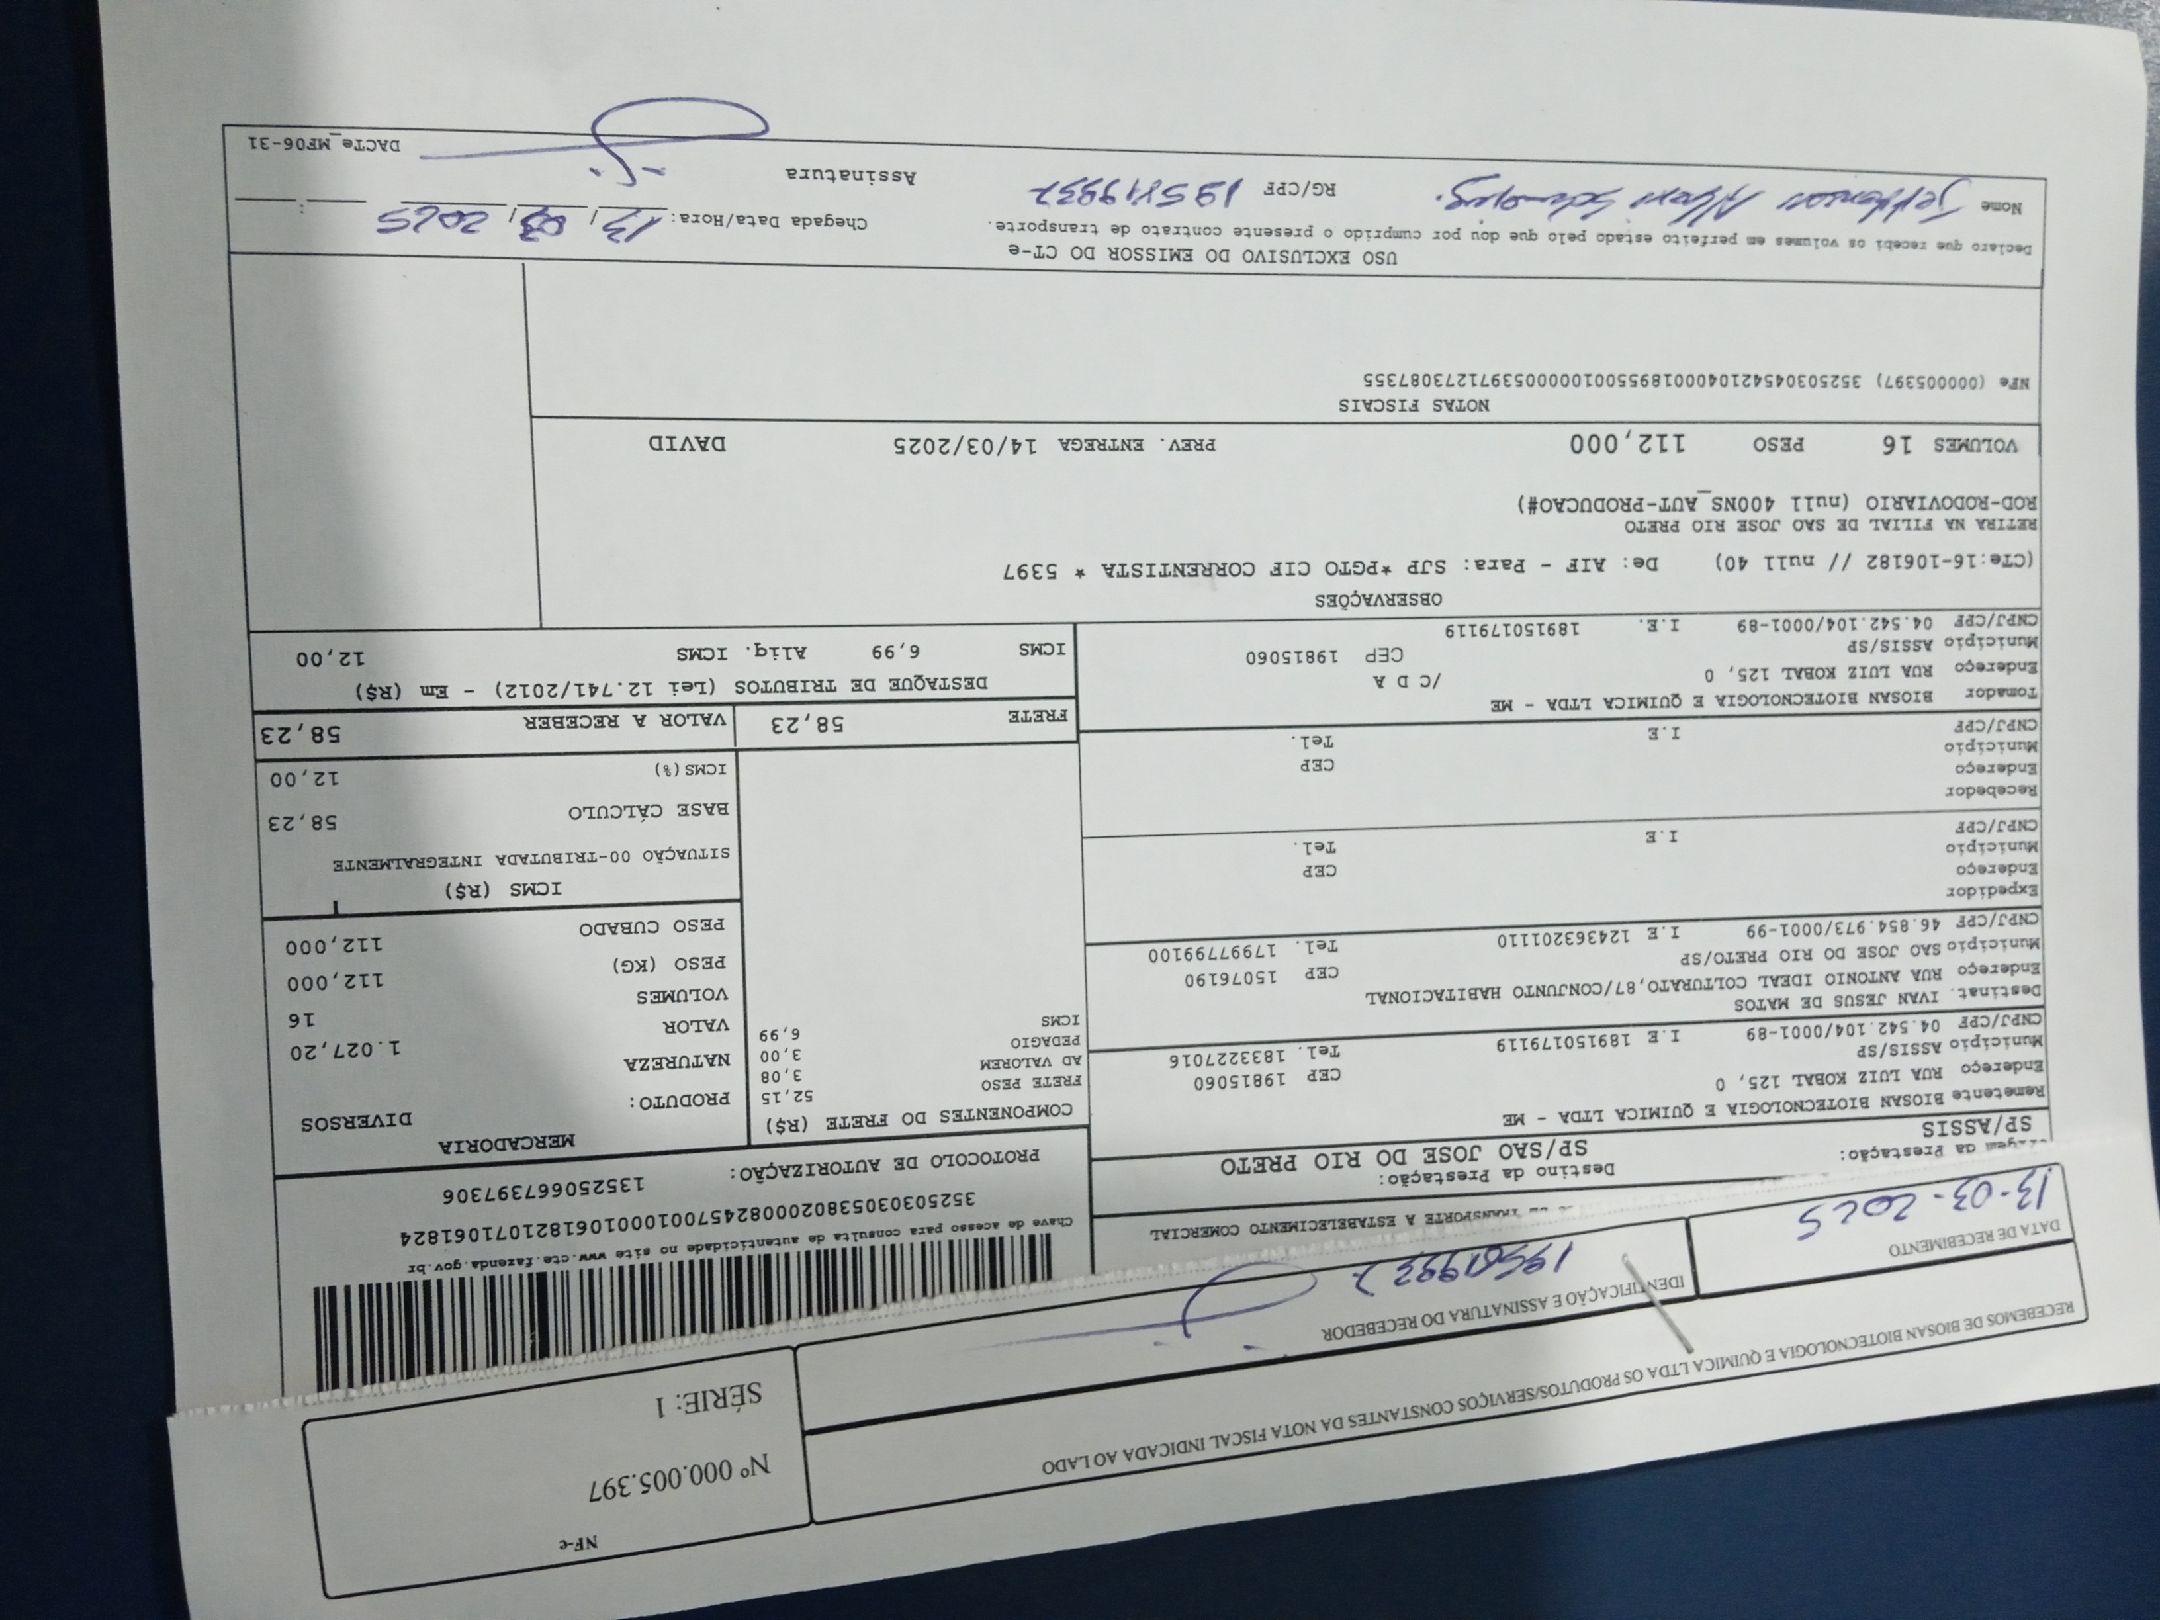 RECEBEMOS DE BIOSAN BIOTECNOLOGIA E QUIMICA LTDA OS PRODUTOS/SERVIÇOS CONSTANTES DA NOTA FISCAL INDICADA AO LADO
NF-e
Nº 000.005.397
SÉRIE: 1
DATA DE RECEBIMENTO
13-03-2025
IDENTIFICAÇÃO E ASSINATURA DO RECEBEDOR
TRANSPORTE A ESTABELECIMENTO COMERCIAL
Chave de acesso para consulta de autenticidade no site www.cte.fazenda.gov.br
35250303053802000824570010001061821071061824
PROTOCOLO DE AUTORIZAÇÃO: 135250667397306
da Prestação:
SP/ASSIS
Destino da Prestação:
SP/SAO JOSE DO RIO PRETO
Remetente BIOSAN BIOTECNOLOGIA E QUIMICA LTDA - ME
Endereço RUA LUIZ KOBAL 125, 0 CEP 19815060
Município ASSIS/SP Tel. 1833227016
CNPJ/CPF 04.542.104/0001-89 I.E 189150179119
Destinat. IVAN JESUS DE MATOS
Endereço RUA ANTONIO IDEAL COLTURATO,87/CONJUNTO HABITACIONAL
Município SAO JOSE DO RIO PRETO/SP CEP 15076190
CNPJ/CPF 46.854.973/0001-99 I.E 124363201110 Tel. 17997799100
Expedidor
Endereço CEP
Município Tel.
CNPJ/CPF I.E
Recebedor
Endereço CEP
Município Tel.
CNPJ/CPF I.E
Tomador BIOSAN BIOTECNOLOGIA E QUIMICA LTDA - ME
Endereço RUA LUIZ KOBAL 125, 0 /C D A
Município ASSIS/SP CEP 19815060
CNPJ/CPF 04.542.104/0001-89 I.E. 189150179119
COMPONENTES DO FRETE (R$)
FRETE PESO 52,15
AD VALOREM 3,08
PEDAGIO 3,00
ICMS 6,99
MERCADORIA
PRODUTO: DIVERSOS
NATUREZA
VALOR 1.027,20
VOLUMES 16
PESO (KG) 112,000
PESO CUBADO 112,000
ICMS (R$)
SITUAÇÃO 00-TRIBUTADA INTEGRALMENTE
BASE CÁLCULO 58,23
ICMS(%) 12,00
FRETE 58,23 VALOR A RECEBER 58,23
DESTAQUE DE TRIBUTOS (Lei 12.741/2012) - Em (R$)
ICMS 6,99 Aliq. ICMS 12,00
OBSERVAÇÕES
(CTe:16-106182 // null 40) De: AIF - Para: SJP *PGTO CIF CORRENTISTA * 5397
RETIRA NA FILIAL DE SAO JOSE RIO PRETO
ROD-RODOVIARIO (null 400NS_AUT-PRODUCAO#)
VOLUMES 16 PESO 112,000 PREV. ENTREGA 14/03/2025 DAVID
NOTAS FISCAIS
NFe (000005397) 35250304542104000189550010000053971273087355
USO EXCLUSIVO DO EMISSOR DO CT-e
Declaro que recebi os volumes em perfeito estado pelo que dou por cumprido o presente contrato de transporte.
Chegada Data/Hora: 13/03/2025 :
Nome RG/CPF Assinatura
DACTe_MF06-31